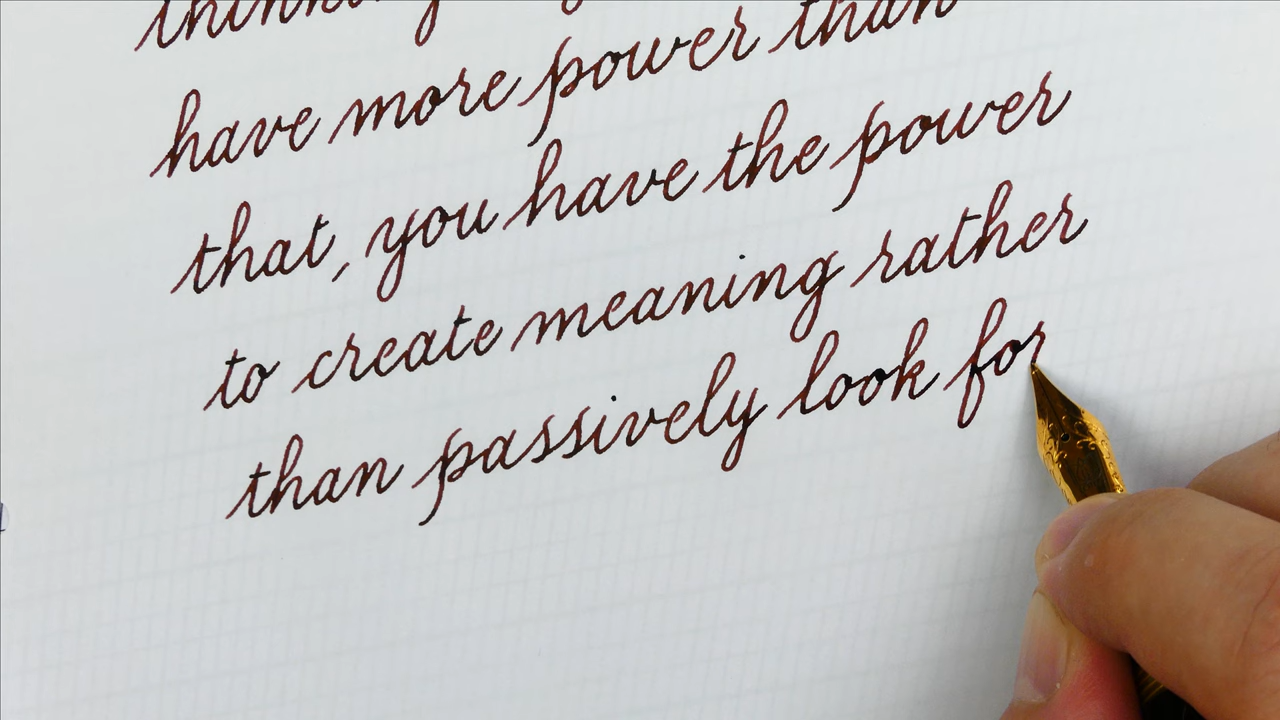 have more power than
that, you have the power
to create meaning rather
than passively look for